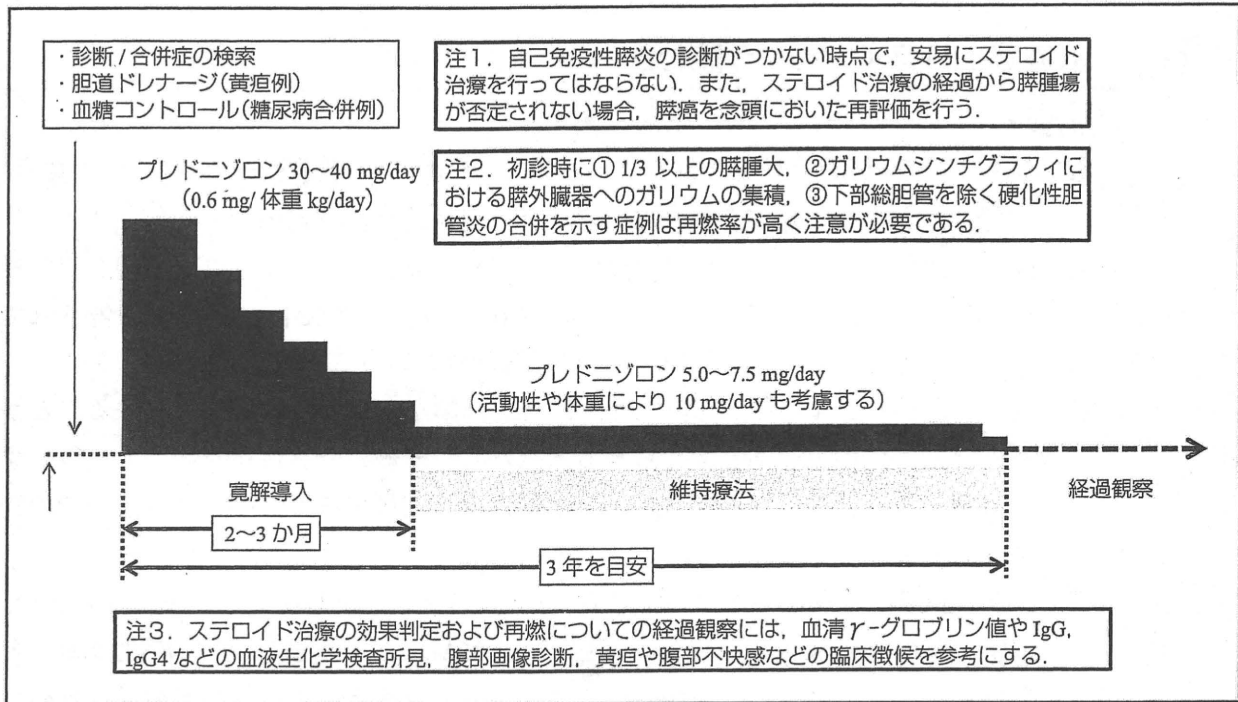 ・診断 / 合併症の検索
・胆道ドレナージ(黄疸例)
・血糖コントロール(糖尿病合併例)
注1．自己免疫性膵炎の診断がつかない時点で，安易にステロイド
治療を行ってはならない．また，ステロイド治療の経過から膵腫瘍
が否定されない場合，膵癌を念頭においた再評価を行う．
プレドニゾロン 30〜40 mg/day
(0.6 mg/ 体重 kg/day)
注2．初診時に① 1/3 以上の膵腫大，②ガリウムシンチグラフィに
おける膵外臓器へのガリウムの集積，③下部総胆管を除く硬化性胆
管炎の合併を示す症例は再燃率が高く注意が必要である．
プレドニゾロン 5.0〜7.5 mg/day
(活動性や体重により 10 mg/day も考慮する)
寛解導入
維持療法
経過観察
2〜3 か月
3 年を目安
注3．ステロイド治療の効果判定および再燃についての経過観察には，血清γ-グロブリン値や IgG，
IgG4 などの血液生化学検査所見，腹部画像診断，黄疸や腹部不快感などの臨床徴候を参考にする．